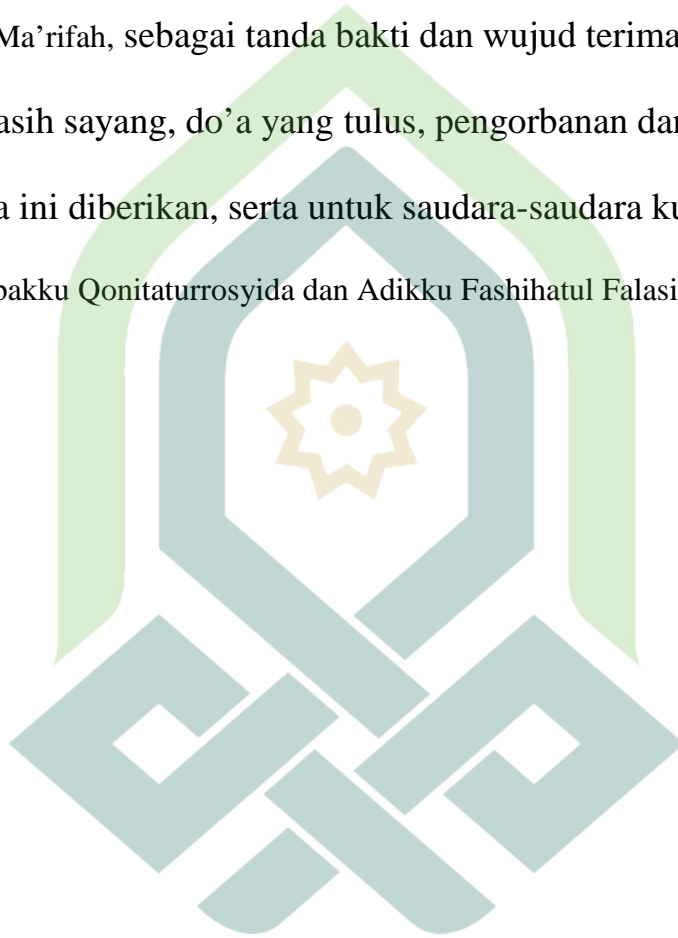 Ma’rifah, sebagai tanda bakti dan wujud terima
asih sayang, do’a yang tulus, pengorbanan dan
a ini diberikan, serta untuk saudara-saudara ku
bakku Qonitaturrosyida dan Adikku Fashihatul Falasi